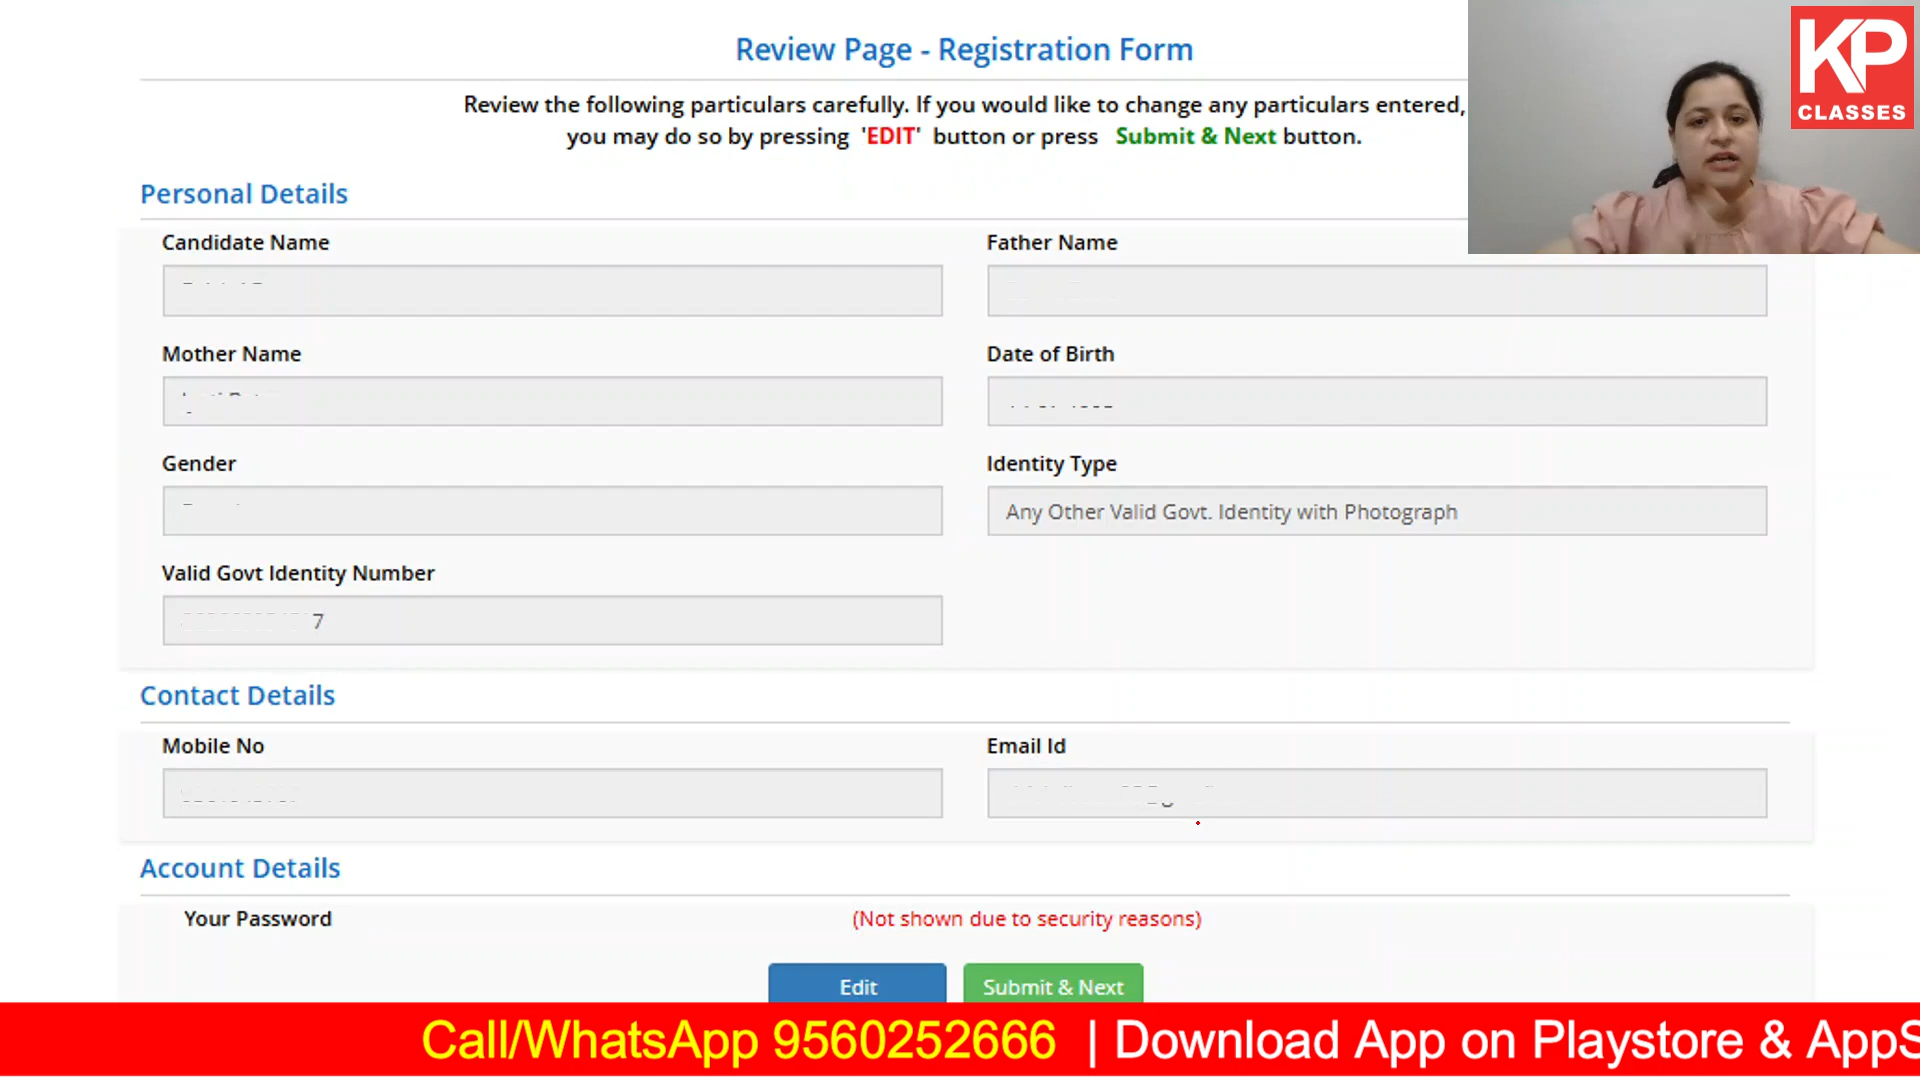 Review Page - Registration Form
KP
CLASSES
Review the following particulars carefully. If you would like to change any particulars entered,
you may do so by pressing 'EDIT' button or press Submit & Next button.
Personal Details
Candidate Name
Father Name
Mother Name
Date of Birth
Gender
Identity Type
Any Other Valid Govt. Identity with Photograph
Valid Govt Identity Number
7
Contact Details
Mobile No
Email Id
Account Details
Your Password
(Not shown due to security reasons)
Edit
Submit & Next
Call/WhatsApp 9560252666 | Download App on Playstore & AppS